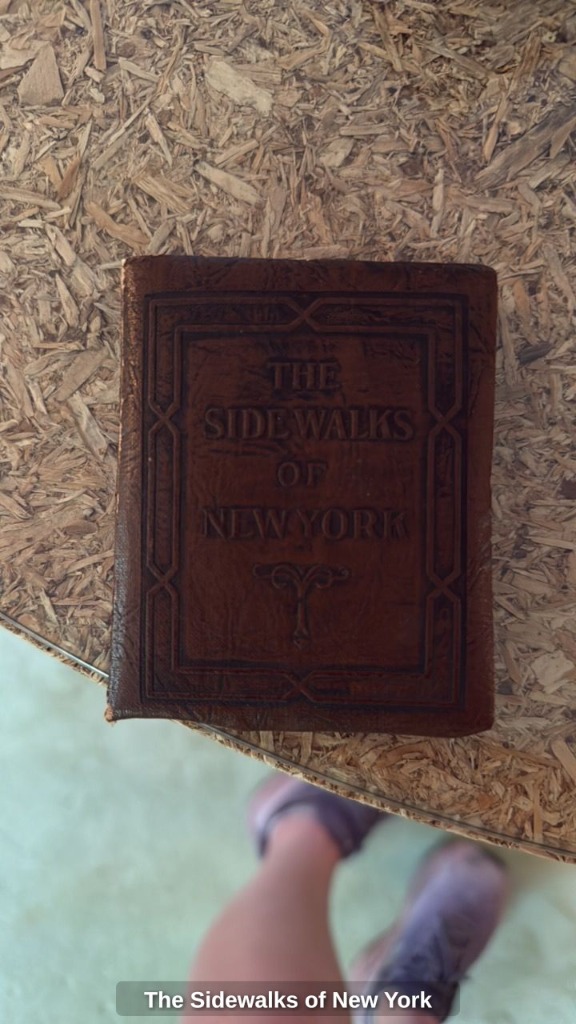 THE
SIDEWALKS
OF
NEW YORK
The Sidewalks of New York